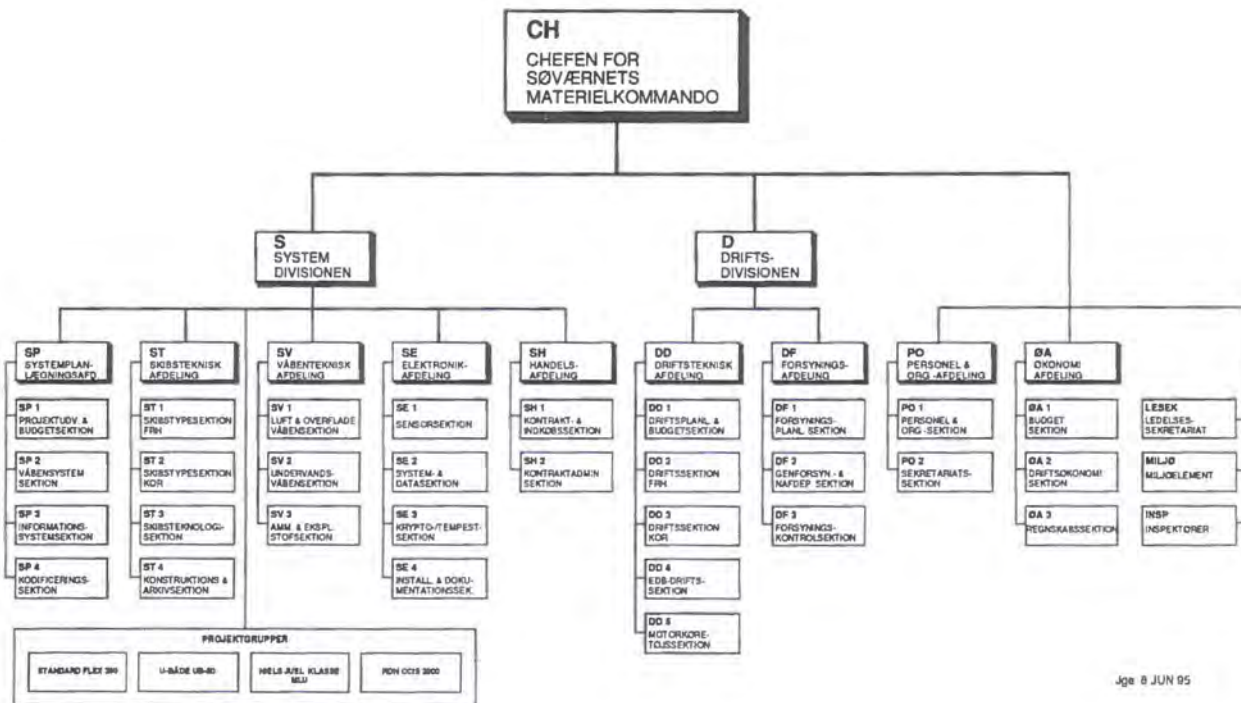 CH
CHEFEN FOR
SØVÆRNETS
MATERIELKOMMANDO
S
SYSTEM
DIVISIONEN
D
DRIFTS-
DIVISIONEN
SP
SYSTEMPLAN-
LÆGNINGSAFD
SP 1
PROJEKTUDV. &
BUDGETSEKTION
SP 2
VÅBENSYSTEM
SEKTION
SP 3
INFORMATIONS-
SYSTEMSEKTION
SP 4
KODIFICERINGS-
SEKTION
ST
SKIBSTEKNISK
AFDELING
ST 1
SKIBSTYPESEKTION
FRH
ST 2
SKIBSTYPESEKTION
KOR
ST 3
SKIBSTEKNOLOGI-
SEKTION
ST 4
KONSTRUKTIONS &
ARKIVSEKTION
SV
VÅBENTEKNISK
AFDELING
SV 1
LUFT & OVERFLADE
VÅBENSEKTION
SV 2
UNDERVANDS-
VÅBENSEKTION
SV 3
AMM. & EKSPL.
STOFSEKTION
SE
ELEKTRONIK-
AFDELING
SE 1
SENSORSEKTION
SE 2
SYSTEM- &
DATASEKTION
SE 3
KRYPTO-/TEMPEST-
SEKTION
SE 4
INSTALL. & DOKU-
MENTATIONSSEK.
SH
HANDELS-
AFDELING
SH 1
KONTRAKT- &
INDKØBSSEKTION
SH 2
KONTRAKTADMIN
SEKTION
DD
DRIFTSTEKNISK
AFDELING
DD 1
DRIFTSPLANL. &
BUDGETSEKTION
DD 2
DRIFTSSEKTION
FRH
DD 3
DRIFTSSEKTION
KOR
DD 4
EDB-DRIFTS-
SEKTION
DD 5
MOTORKØRE-
TØJSSEKTION
DF
FORSYNINGS-
AFDELING
DF 1
FORSYNINGS-
PLANL. SEKTION
DF 2
GENFORSYN.- &
NAFDEP SEKTION
DF 3
FORSYNINGS-
KONTROLSEKTION
PO
PERSONEL &
ORG.-AFDELING
PO 1
PERSONEL &
ORG.-SEKTION
PO 2
SEKRETARIATS-
SEKTION
ØA
ØKONOMI
AFDELING
ØA 1
BUDGET
SEKTION
ØA 2
DRIFTSØKONOMI
SEKTION
ØA 3
REGNSKABSSEKTION
LESEK
LEDELSES-
SEKRETARIAT
MILJØ
MILJØELEMENT
INSP
INSPEKTØRER
PROJEKTGRUPPER
STANDARD FLEX 300
U-BÅDE UB-80
NIELS JUEL KLASSE
MLU
RDN CCIS 2000
Jga 8 JUN 95